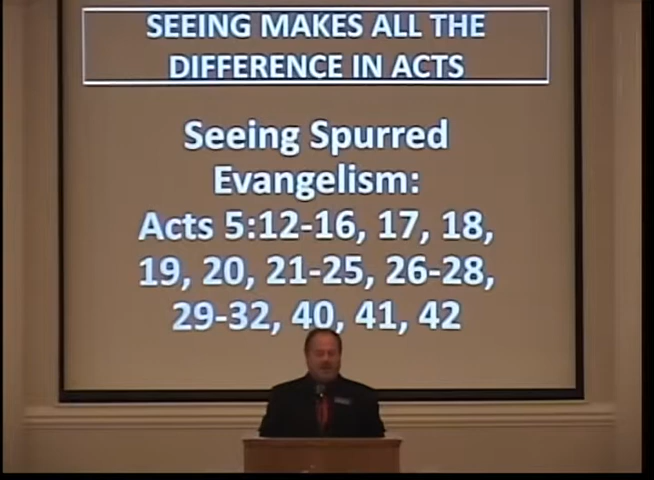 SEEING MAKES ALL THE
DIFFERENCE IN ACTS
Seeing Spurred
Evangelism:
Acts 5:12-16, 17, 18,
19, 20, 21-25, 26-28,
29-32, 40, 41, 42